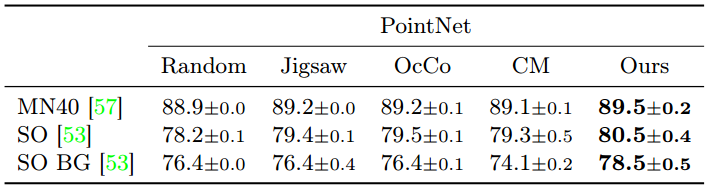 PointNet
Random Jigsaw OcCo CM Ours
MN40 [57] 88.9±0.0 89.2±0.0 89.2±0.1 89.1±0.1 89.5±0.2
SO [53] 78.2±0.1 79.4±0.1 79.5±0.1 79.3±0.5 80.5±0.4
SO BG [53] 76.4±0.0 76.4±0.4 76.4±0.1 74.1±0.2 78.5±0.5